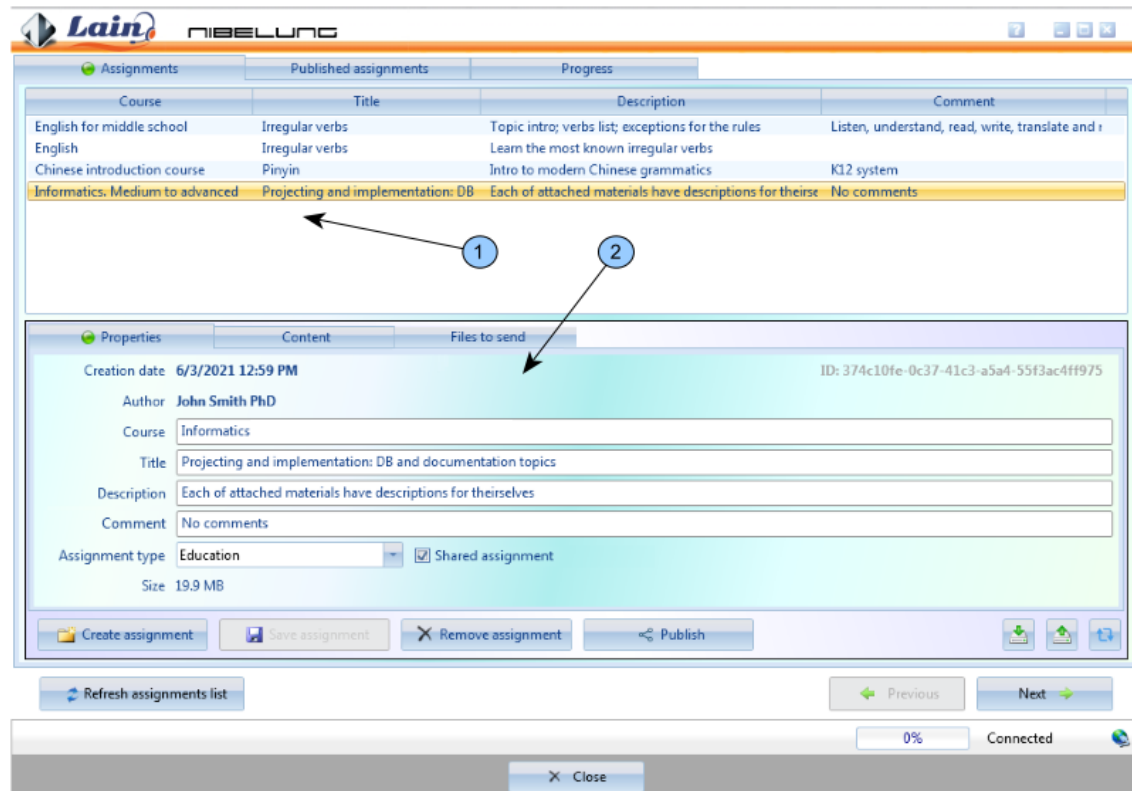 Lain NIBELUNG
Assignments Published assignments Progress
Course Title Description Comment
English for middle school Irregular verbs Topic intro; verbs list; exceptions for the rules Listen, understand, read, write, translate and r
English Irregular verbs Learn the most known irregular verbs
Chinese introduction course Pinyin Intro to modern Chinese grammatics K12 system
Informatics. Medium to advanced Projecting and implementation: DB Each of attached materials have descriptions for theirse No comments
1 2
Properties Content Files to send
Creation date 6/3/2021 12:59 PM ID: 374c10fe-0c37-41c3-a5a4-55f3ac4ff975
Author John Smith PhD
Course Informatics
Title Projecting and implementation: DB and documentation topics
Description Each of attached materials have descriptions for theirselves
Comment No comments
Assignment type Education Shared assignment
Size 19.9 MB
Create assignment Save assignment Remove assignment Publish
Refresh assignments list Previous Next
0% Connected
Close